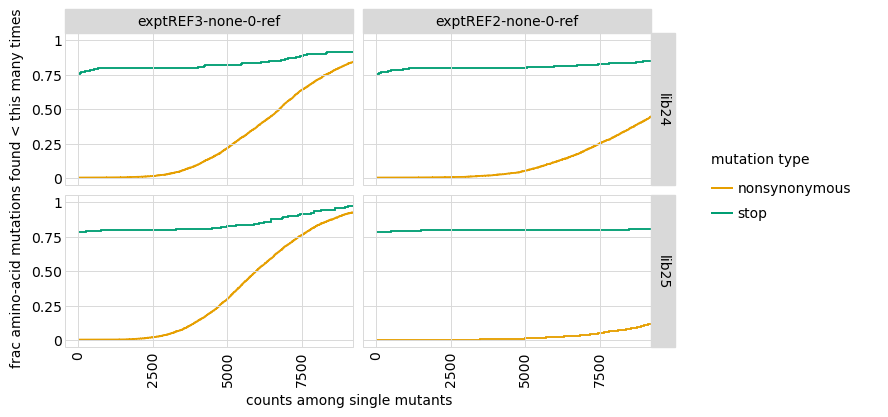 exptREF3-none-0-ref
exptREF2-none-0-ref
frac amino-acid mutations found < this many times
1
0.75
0.50
0.25
0
lib24
1
0.75
0.50
0.25
0
lib25
0
2500
5000
7500
0
2500
5000
7500
counts among single mutants
mutation type
nonsynonymous
stop